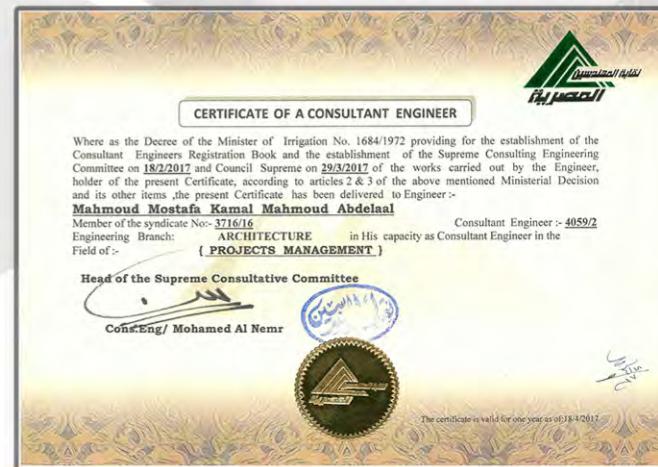 نقابة المهندسين
المصرية
CERTIFICATE OF A CONSULTANT ENGINEER
Where as the Decree of the Minister of Irrigation No. 1684/1972 providing for the establishment of the
Consultant Engineers Registration Book and the establishment of the Supreme Consulting Engineering
Committee on 18/2/2017 and Council Supreme on 29/3/2017 of the works carried out by the Engineer,
holder of the present Certificate, according to articles 2 & 3 of the above mentioned Ministerial Decision
and its other items ,the present Certificate has been delivered to Engineer :-
Mahmoud Mostafa Kamal Mahmoud Abdelaal
Member of the syndicate No:- 3716/16 Consultant Engineer :- 4059/2
Engineering Branch: ARCHITECTURE in His capacity as Consultant Engineer in the
Field of :- { PROJECTS MANAGEMENT }
Head of the Supreme Consultative Committee
Cons.Eng/ Mohamed Al Nemr
The certificate is valid for one year as of:18/4/2017